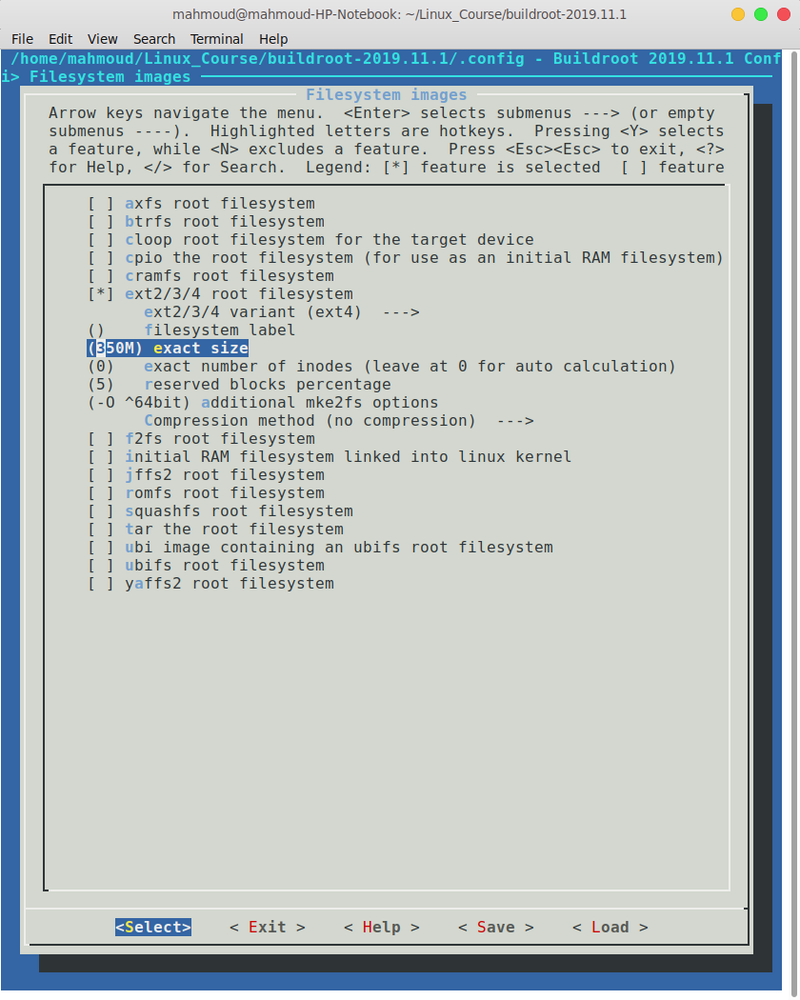 mahmoud@mahmoud-HP-Notebook: ~/Linux_Course/buildroot-2019.11.1
File Edit View Search Terminal Help
/home/mahmoud/Linux_Course/buildroot-2019.11.1/.config - Buildroot 2019.11.1 Conf
i> Filesystem images
Filesystem images
Arrow keys navigate the menu.  <Enter> selects submenus ---> (or empty
submenus ----).  Highlighted letters are hotkeys.  Pressing <Y> selects
a feature, while <N> excludes a feature.  Press <Esc><Esc> to exit, <?>
for Help, </> for Search.  Legend: [*] feature is selected  [ ] feature
[ ] axfs root filesystem
[ ] btrfs root filesystem
[ ] cloop root filesystem for the target device
[ ] cpio the root filesystem (for use as an initial RAM filesystem)
[ ] cramfs root filesystem
[*] ext2/3/4 root filesystem
ext2/3/4 variant (ext4)  --->
()    filesystem label
(350M) exact size
(0)   exact number of inodes (leave at 0 for auto calculation)
(5)   reserved blocks percentage
(-O ^64bit) additional mke2fs options
Compression method (no compression)  --->
[ ] f2fs root filesystem
[ ] initial RAM filesystem linked into linux kernel
[ ] jffs2 root filesystem
[ ] romfs root filesystem
[ ] squashfs root filesystem
[ ] tar the root filesystem
[ ] ubi image containing an ubifs root filesystem
[ ] ubifs root filesystem
[ ] yaffs2 root filesystem
<Select>    < Exit >    < Help >    < Save >    < Load >